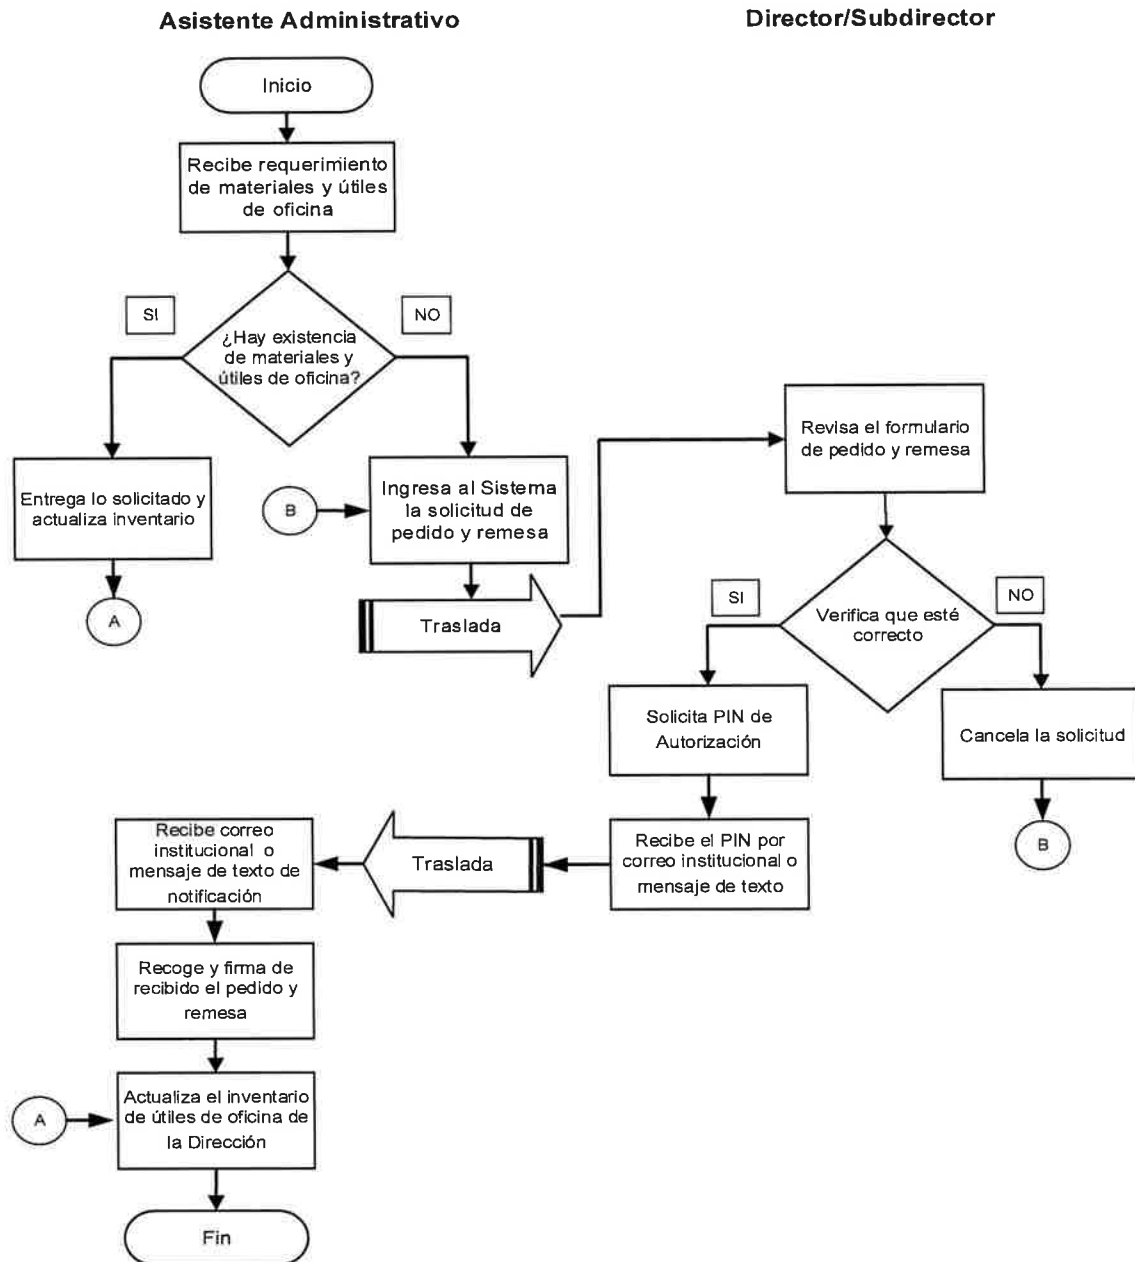 Asistente Administrativo
Director/Subdirector
Inicio
Recibe requerimiento
de materiales y útiles
de oficina
SI
NO
¿Hay existencia
de materiales y
útiles de oficina?
Entrega lo solicitado y
actualiza inventario
A
B
Ingresa al Sistema
la solicitud de
pedido y remesa
Traslada
Revisa el formulario
de pedido y remesa
SI
NO
Verifica que esté
correcto
Solicita PIN de
Autorización
Cancela la solicitud
B
Recibe el PIN por
correo institucional o
mensaje de texto
Traslada
Recibe correo
institucional o
mensaje de texto de
notificación
Recoge y firma de
recibido el pedido y
remesa
A
Actualiza el inventario
de útiles de oficina de
la Dirección
Fin